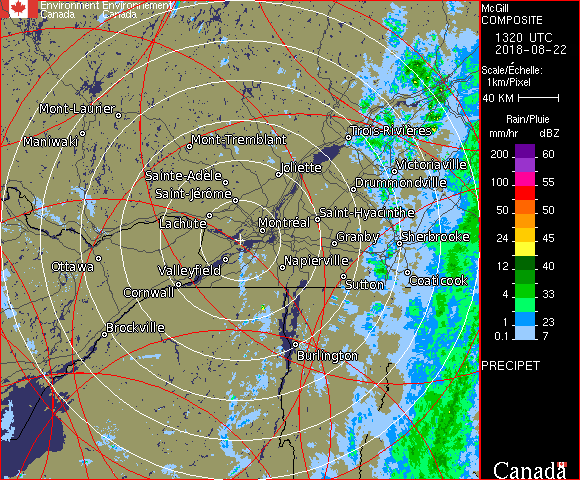 Environment Environnement
Canada Canada
McGill
COMPOSITE
1320 UTC
2018-08-22
Scale/Échelle:
1km/Pixel
40 KM
Rain/Pluie
mm/hr dBZ
200 60
55
100 55
50 50
24 45
12 40
4 33
1 23
0.1 7
PRECIPET
Canada
Mont-Laurier
Maniwaki
Mont-Tremblant
Trois-Rivières
Sainte-Adèle
Joliette
Victoriaville
Saint-Jérôme
Drummondville
Lachute
Montréal
Saint-Hyacinthe
Granby
Sherbrooke
Ottawa
Valleyfield
Napierville
Sutton
Coaticook
Cornwall
Brockville
Burlington